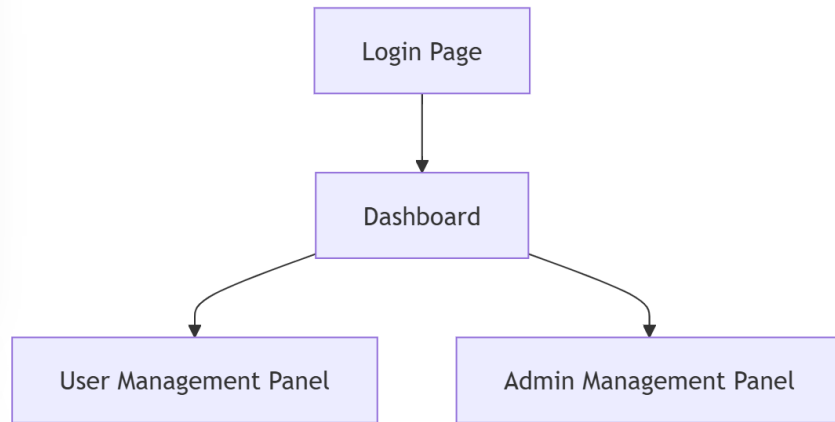 Login Page
Dashboard
User Management Panel
Admin Management Panel